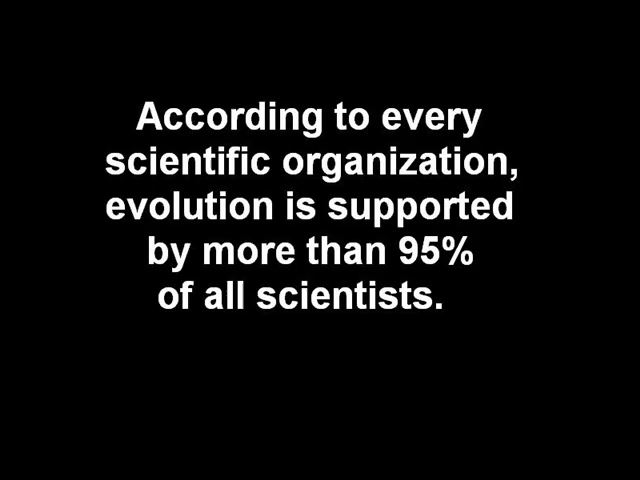 According to every
scientific organization,
evolution is supported
by more than 95%
of all scientists.